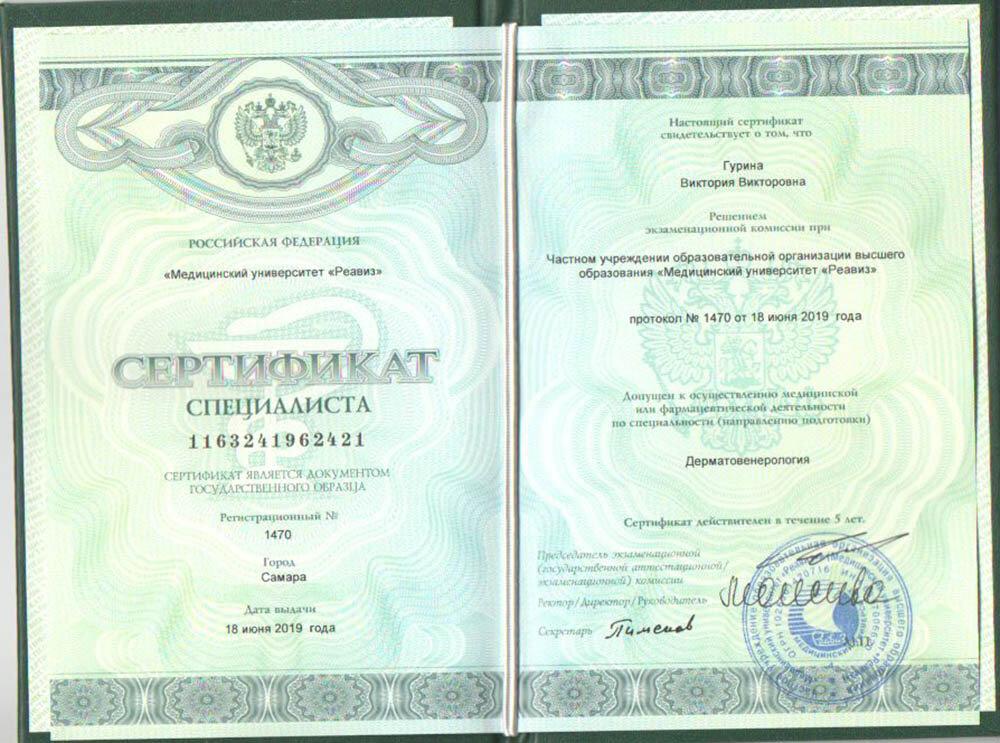 РОССИЙСКАЯ ФЕДЕРАЦИЯ
«Медицинский университет «Реавиз»
СЕРТИФИКАТ
СПЕЦИАЛИСТА
1163241962421
СЕРТИФИКАТ ЯВЛЯЕТСЯ ДОКУМЕНТОМ
ГОСУДАРСТВЕННОГО ОБРАЗЦА
Регистрационный №
1470
Город
Самара
Дата выдачи
18 июня 2019 года
Настоящий сертификат
свидетельствует о том, что
Гурина
Виктория Викторовна
Решением
экзаменационной комиссии при
Частном учреждении образовательной организации высшего
образования «Медицинский университет «Реавиз»
протокол № 1470 от 18 июня 2019 года
Допущен к осуществлению медицинской
или фармацевтической деятельности
по специальности (направлению подготовки)
Дерматовенерология
Сертификат действителен в течение 5 лет.
Председатель экзаменационной
(государственной аттестационной/
экзаменационной) комиссии
Ректор/Директор/Руководитель
Секретарь Пименов
М.П.